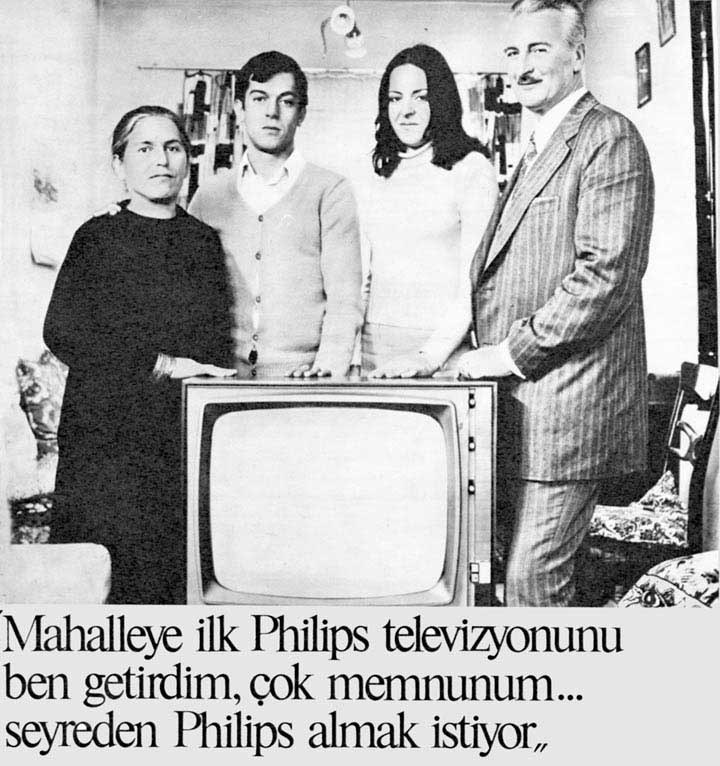 "Mahalleye ilk Philips televizyonunu
ben getirdim, çok memnunum...
seyreden Philips almak istiyor„